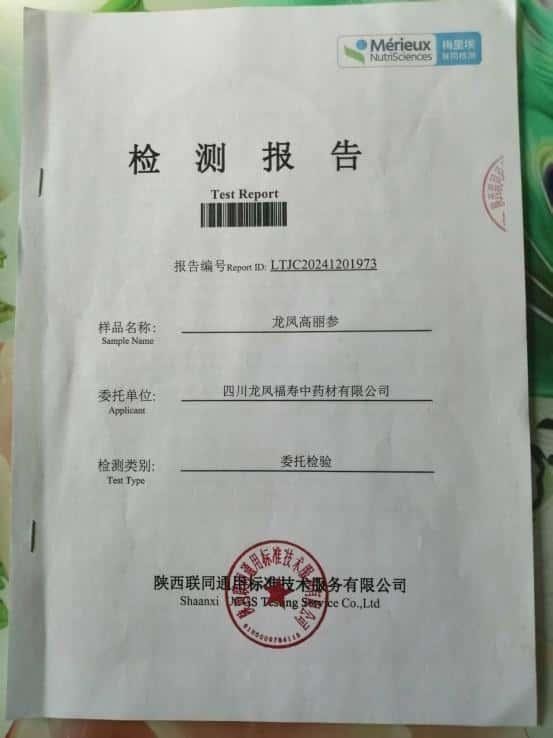 Mérieux
NutriSciences
梅里埃
联同检测
检 测 报 告
Test Report
报告编号Report ID: LTJC20241201973
样品名称: 龙凤高丽参
Sample Name
委托单位: 四川龙凤福寿中药材有限公司
Applicant
检测类别: 委托检验
Test Type
陕西联同通用标准技术服务有限公司
Shaanxi Testing Service Co.,Ltd